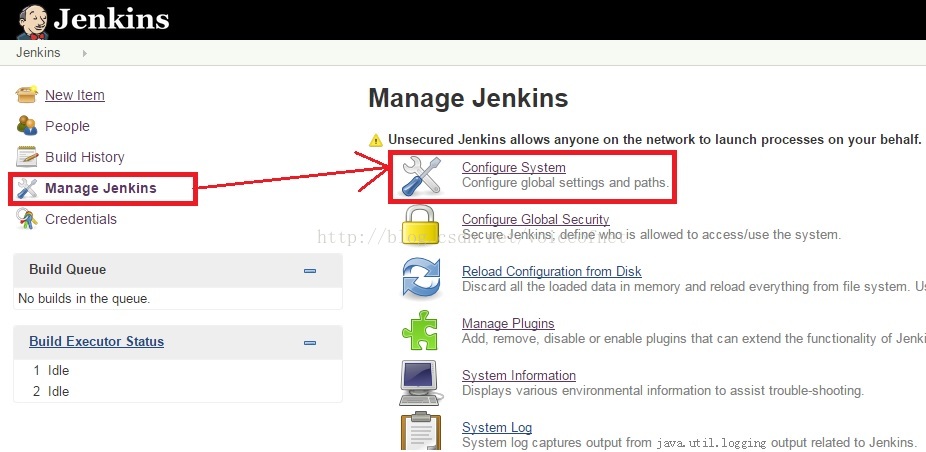 Jenkins
Jenkins
New Item
People
Build History
Manage Jenkins
Credentials
Build Queue
No builds in the queue.
Build Executor Status
1 Idle
2 Idle
Manage Jenkins
Unsecured Jenkins allows anyone on the network to launch processes on your behalf.
Configure System
Configure global settings and paths.
Configure Global Security
Secure Jenkins, define who is allowed to access/use the system.
Reload Configuration from Disk
Discard all the loaded data in memory and reload everything from file system. Us
Manage Plugins
Add, remove, disable or enable plugins that can extend the functionality of Jenki
System Information
Displays various environmental information to assist trouble-shooting.
System Log
System log captures output from java.util.logging output related to Jenkins.